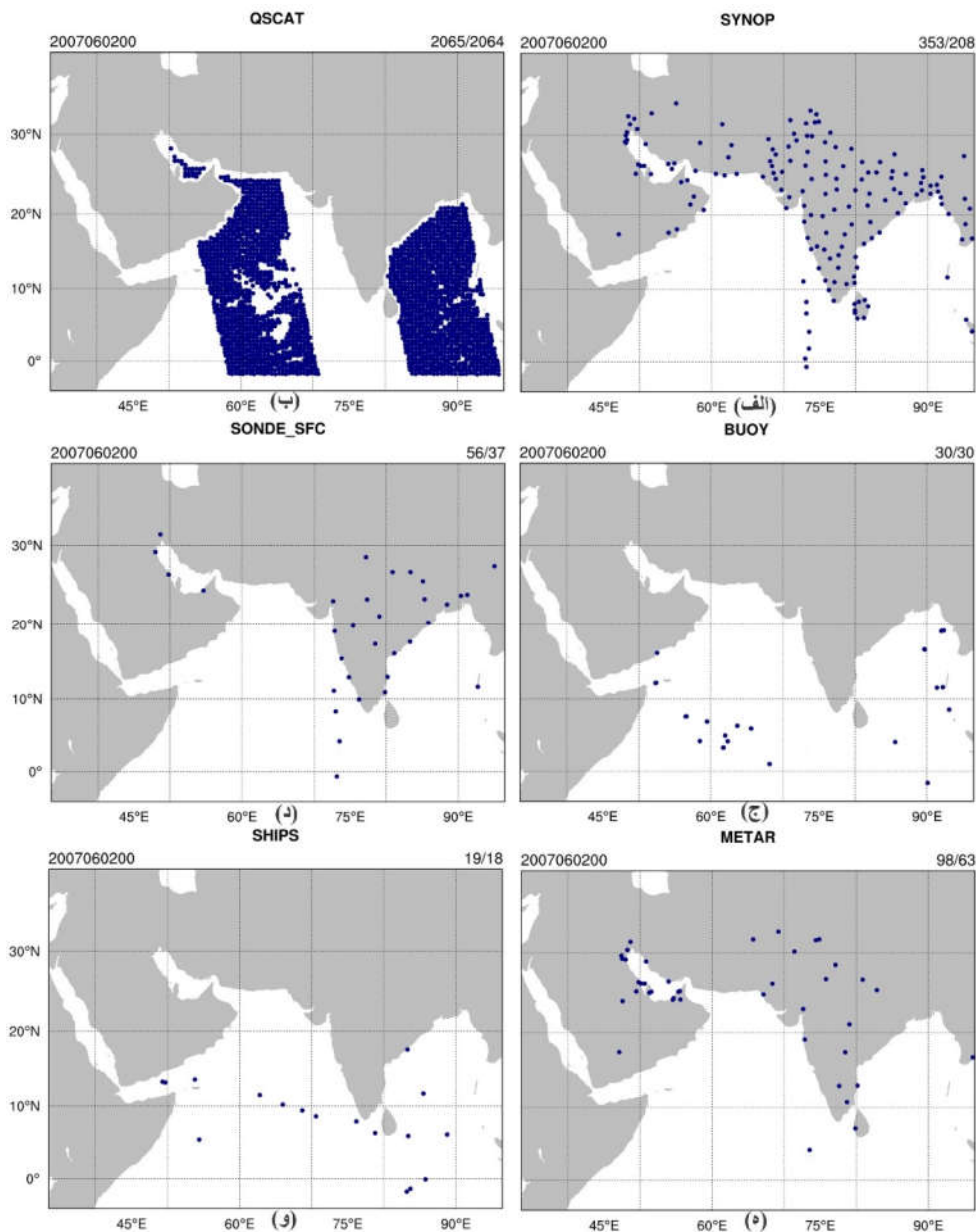 QSCAT
2007060200 2065/2064
30°N
20°N
10°N
0°
45°E 60°E (ب) 75°E 90°E
SYNOP
2007060200 353/208
45°E 60°E (الف) 75°E 90°E
SONDE_SFC
2007060200 56/37
30°N
20°N
10°N
0°
45°E 60°E (د) 75°E 90°E
BUOY
2007060200 30/30
45°E 60°E (ج) 75°E 90°E
SHIPS
2007060200 19/18
30°N
20°N
10°N
0°
45°E 60°E (و) 75°E 90°E
METAR
2007060200 98/63
45°E 60°E (ه) 75°E 90°E